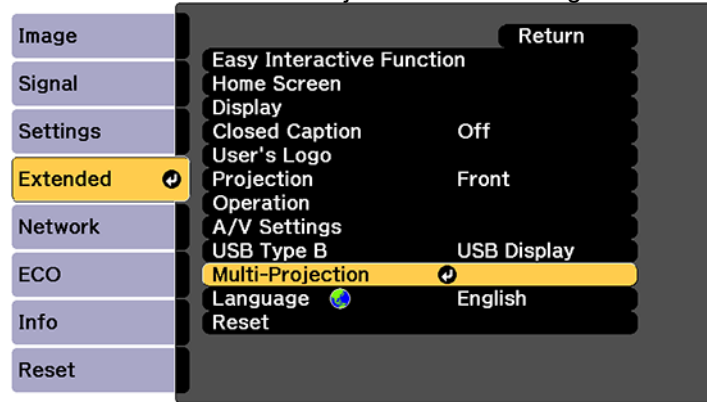 Image
Signal
Settings
Extended
Network
ECO
Info
Reset
Return
Easy Interactive Function
Home Screen
Display
Closed Caption Off
User's Logo
Projection Front
Operation
A/V Settings
USB Type B USB Display
Multi-Projection
Language English
Reset